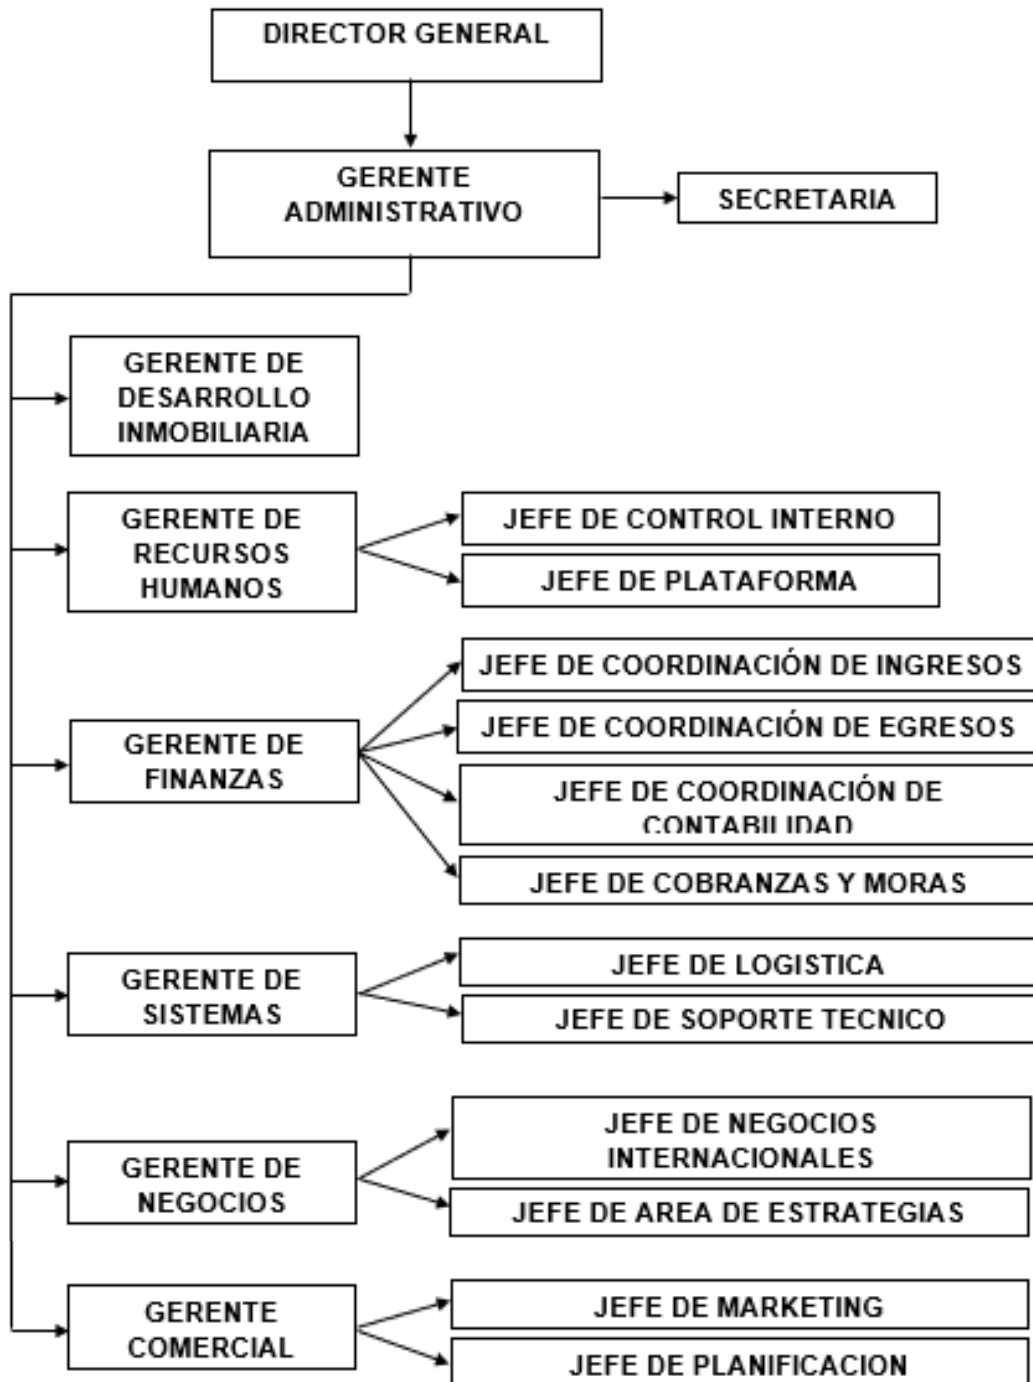 DIRECTOR GENERAL
GERENTE
ADMINISTRATIVO
SECRETARIA
GERENTE DE
DESARROLLO
INMOBILIARIA
GERENTE DE
RECURSOS
HUMANOS
JEFE DE CONTROL INTERNO
JEFE DE PLATAFORMA
GERENTE DE
FINANZAS
JEFE DE COORDINACIÓN DE INGRESOS
JEFE DE COORDINACIÓN DE EGRESOS
JEFE DE COORDINACIÓN DE
CONTABILIDAD
JEFE DE COBRANZAS Y MORAS
GERENTE DE
SISTEMAS
JEFE DE LOGISTICA
JEFE DE SOPORTE TECNICO
GERENTE DE
NEGOCIOS
JEFE DE NEGOCIOS
INTERNACIONALES
JEFE DE AREA DE ESTRATEGIAS
GERENTE
COMERCIAL
JEFE DE MARKETING
JEFE DE PLANIFICACION